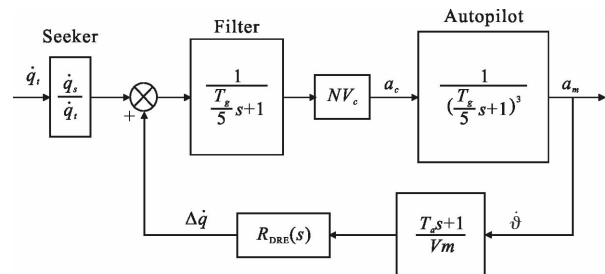 Seeker
Filter
Autopilot
q̇_t
q̇_s / q̇_t
+
1 / (T_g/5 s+1)
NV_c
a_c
1 / (T_g/5 s+1)^3
a_m
Δq̇
R_DRE(s)
T_a s+1 / Vm
ϑ̇